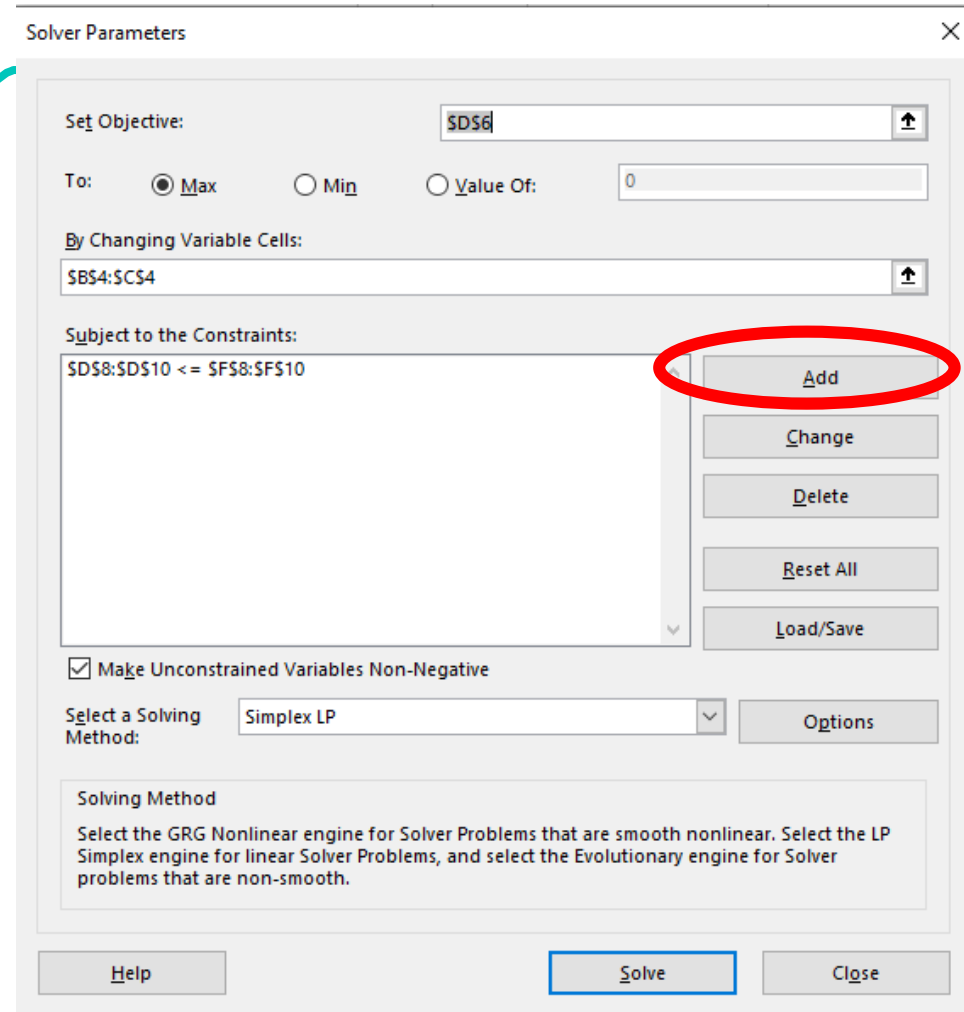 Solver Parameters
Set Objective:
$D$6
To:
Max
Min
Value Of:
0
By Changing Variable Cells:
$B$4:$C$4
Subject to the Constraints:
$D$8:$D$10 <= $F$8:$F$10
Add
Change
Delete
Reset All
Load/Save
Make Unconstrained Variables Non-Negative
Select a Solving
Method:
Simplex LP
Options
Solving Method
Select the GRG Nonlinear engine for Solver Problems that are smooth nonlinear. Select the LP
Simplex engine for linear Solver Problems, and select the Evolutionary engine for Solver
problems that are non-smooth.
Help
Solve
Close